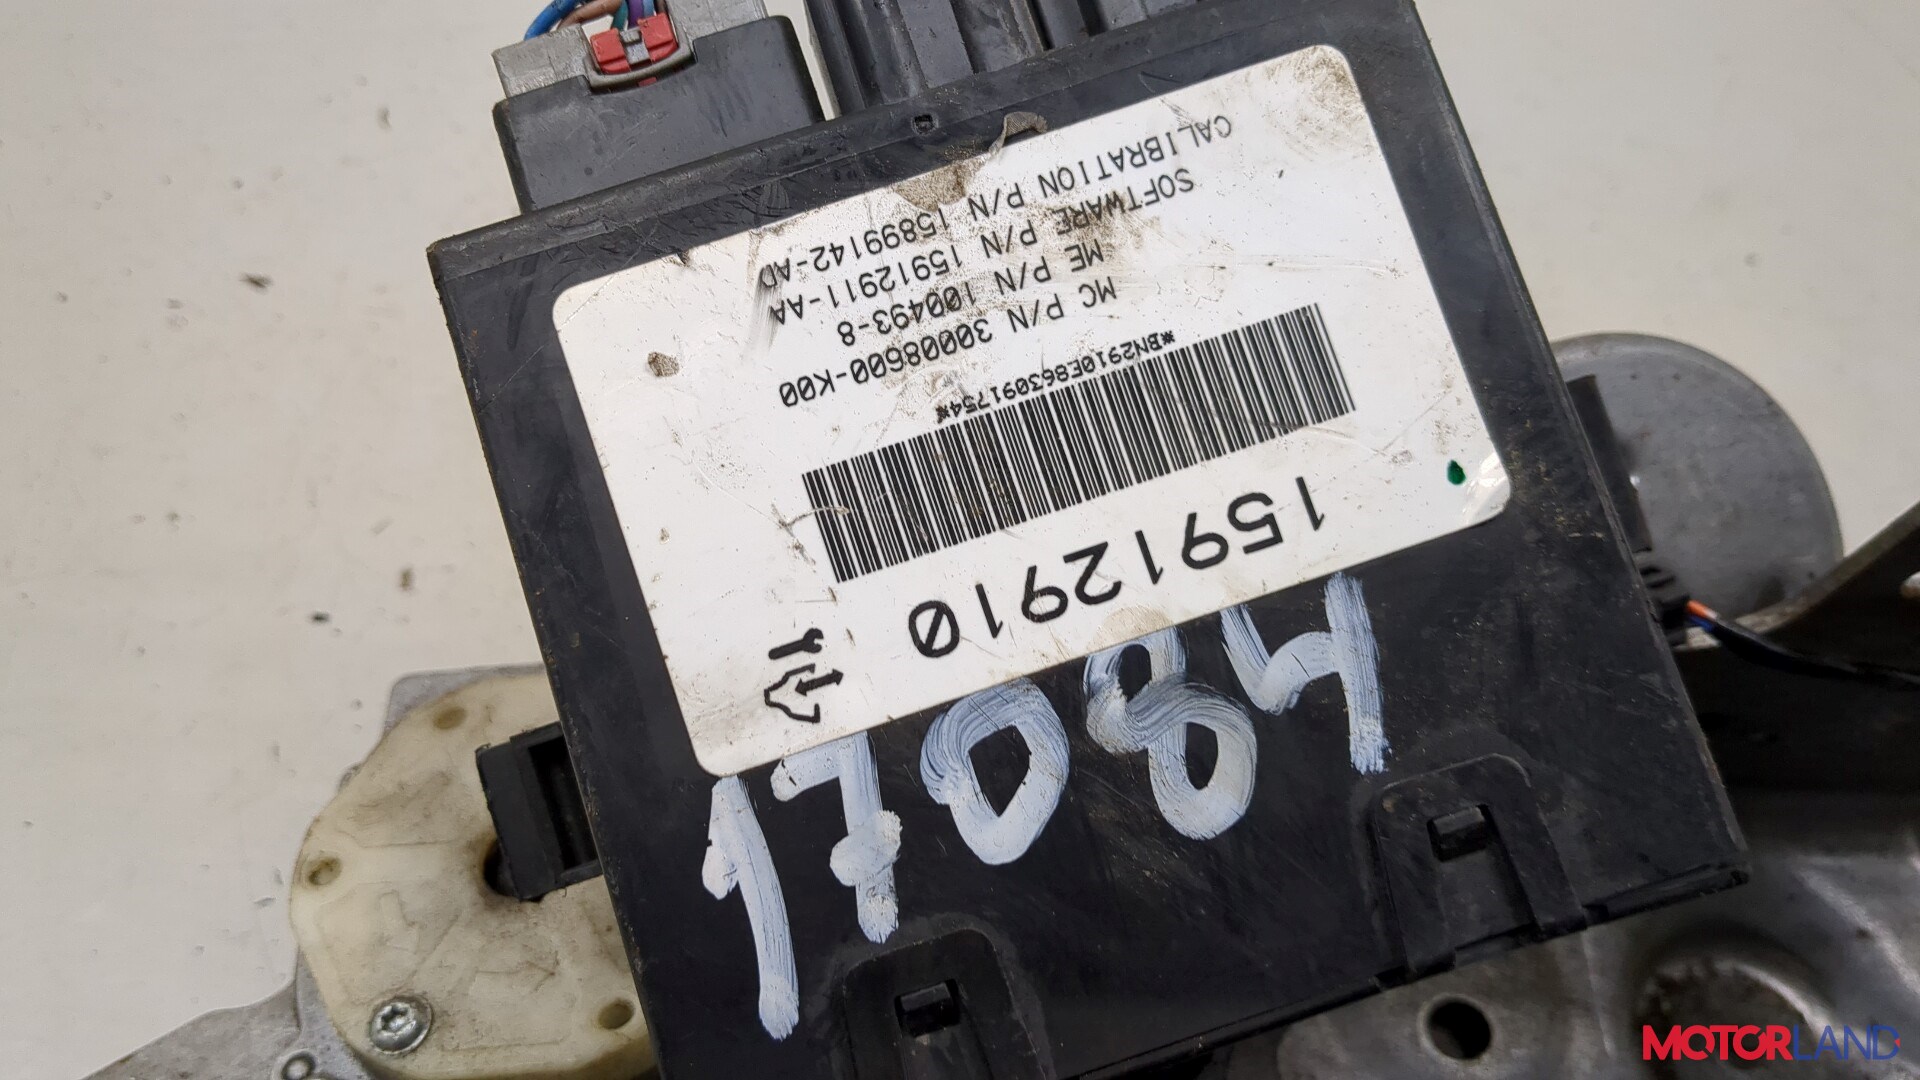 15912910
*BN2910E863091754*
MC P/N 30008600-K00
ME P/N 100493-8
SOFTWARE P/N 15912911-AA
CALIBRATION P/N 15899142-AD
17084
MOTORLAND